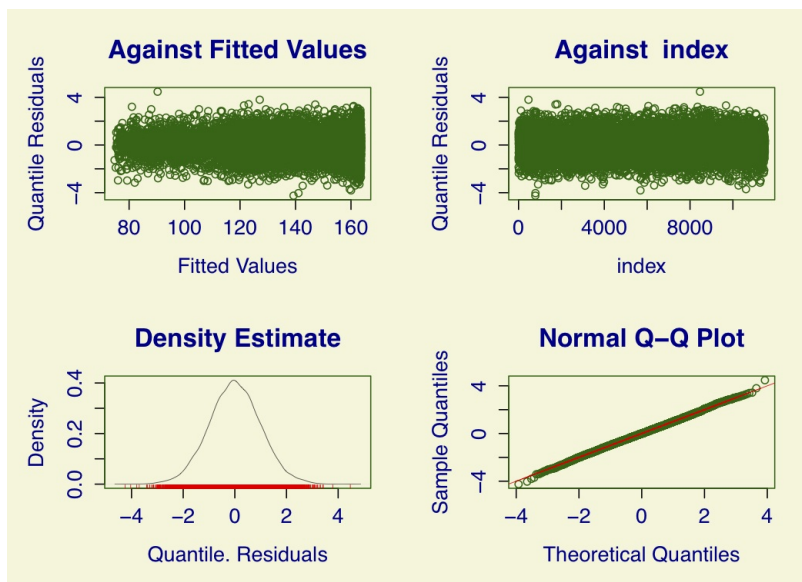 Against Fitted Values
Quantile Residuals
4
0
−4
80 100 120 140 160
Fitted Values
Against index
Quantile Residuals
4
0
−4
0 4000 8000
index
Density Estimate
Density
0.4
0.2
0.0
−4 −2 0 2 4
Quantile. Residuals
Normal Q−Q Plot
Sample Quantiles
4
0
−4
−4 −2 0 2 4
Theoretical Quantiles